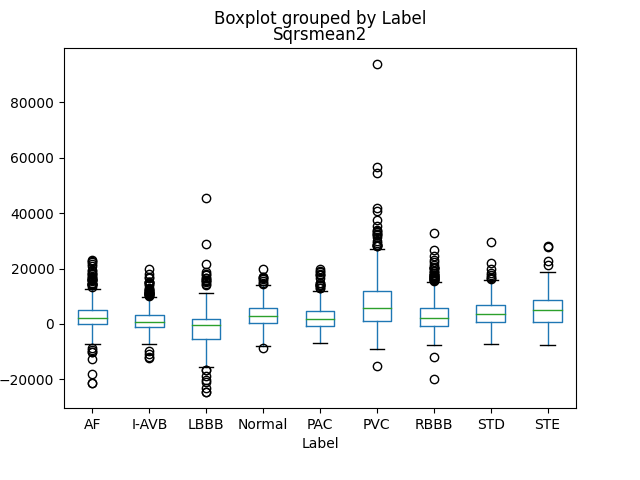 Boxplot grouped by Label
Sqrsmean2
80000
60000
40000
20000
0
−20000
AF I-AVB LBBB Normal PAC PVC RBBB STD STE
Label